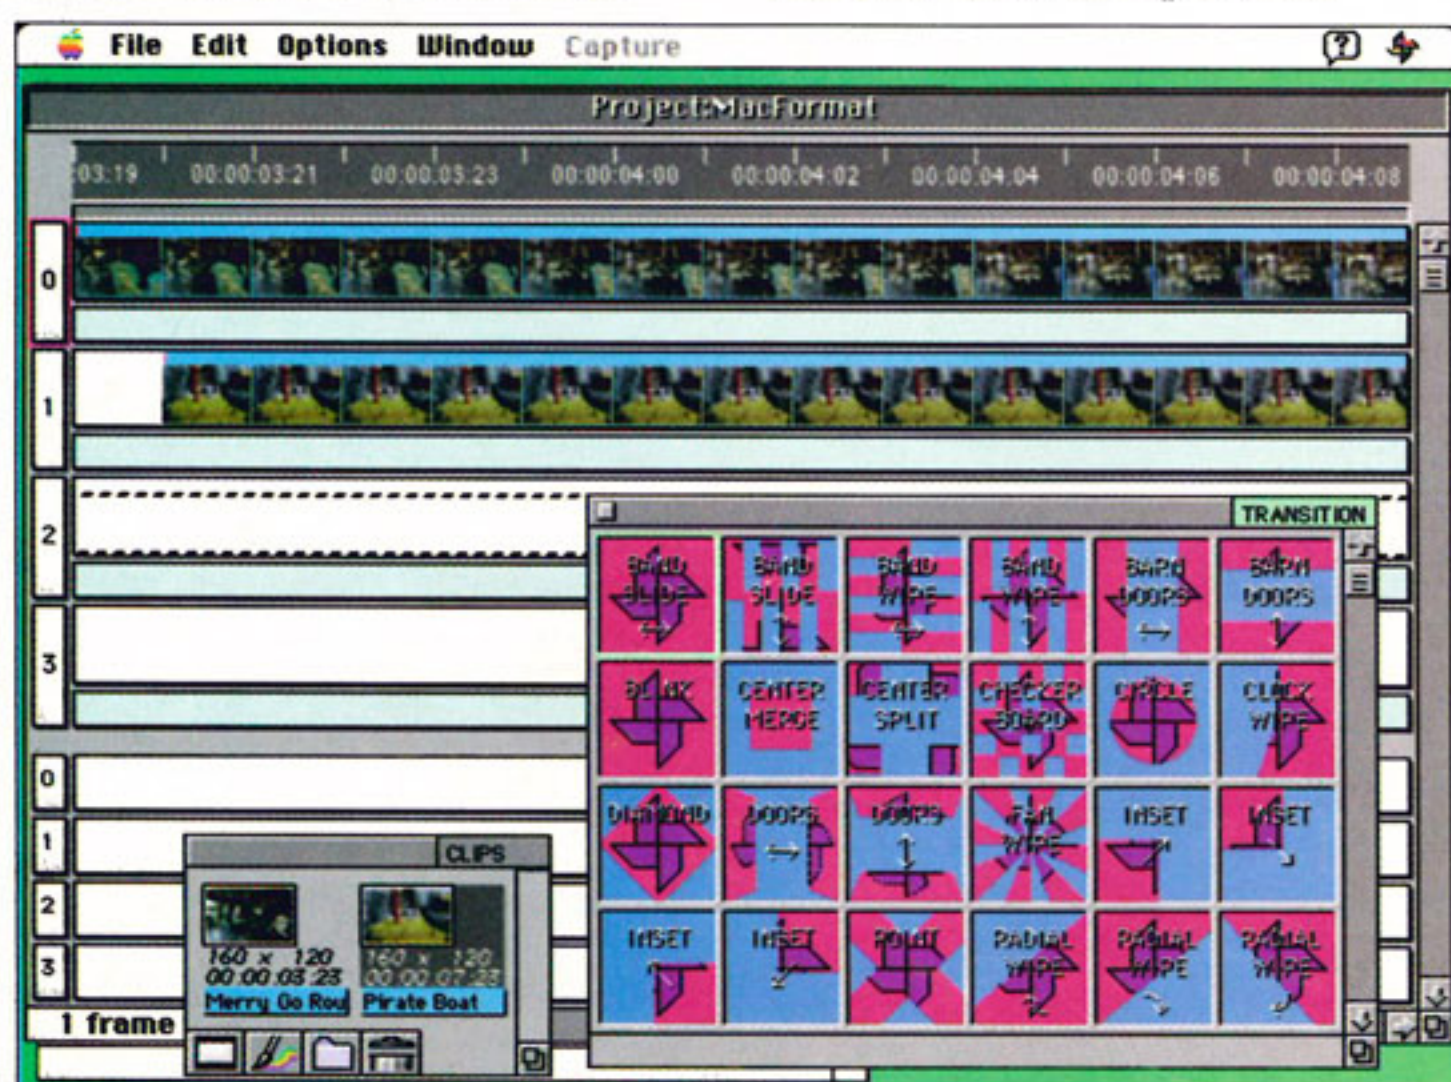 File Edit Options Window Capture
Project:MacFormat
03:19 00:00:03:21 00:00:03:23 00:00:04:00 00:00:04:02 00:00:04:04 00:00:04:06 00:00:04:08
0
1
2
3
0
1
2
3
1 frame
TRANSITION
BAND SLIDE
BAND SLIDE
BAND WIPE
BAND WIPE
BARN DOORS
BARN DOORS
BLINK
CENTER MERGE
CENTER SPLIT
CHECKER BOARD
CIRCLE
CLOCK WIPE
DIAMOND
DOORS
DOORS
FAN WIPE
INSET
INSET
INSET
INSET
POINT
RADIAL WIPE
RADIAL WIPE
RADIAL WIPE
CLIPS
160 x 120
00:00:03:23
Merry Go Rou
160 x 120
00:00:07:23
Pirate Boat